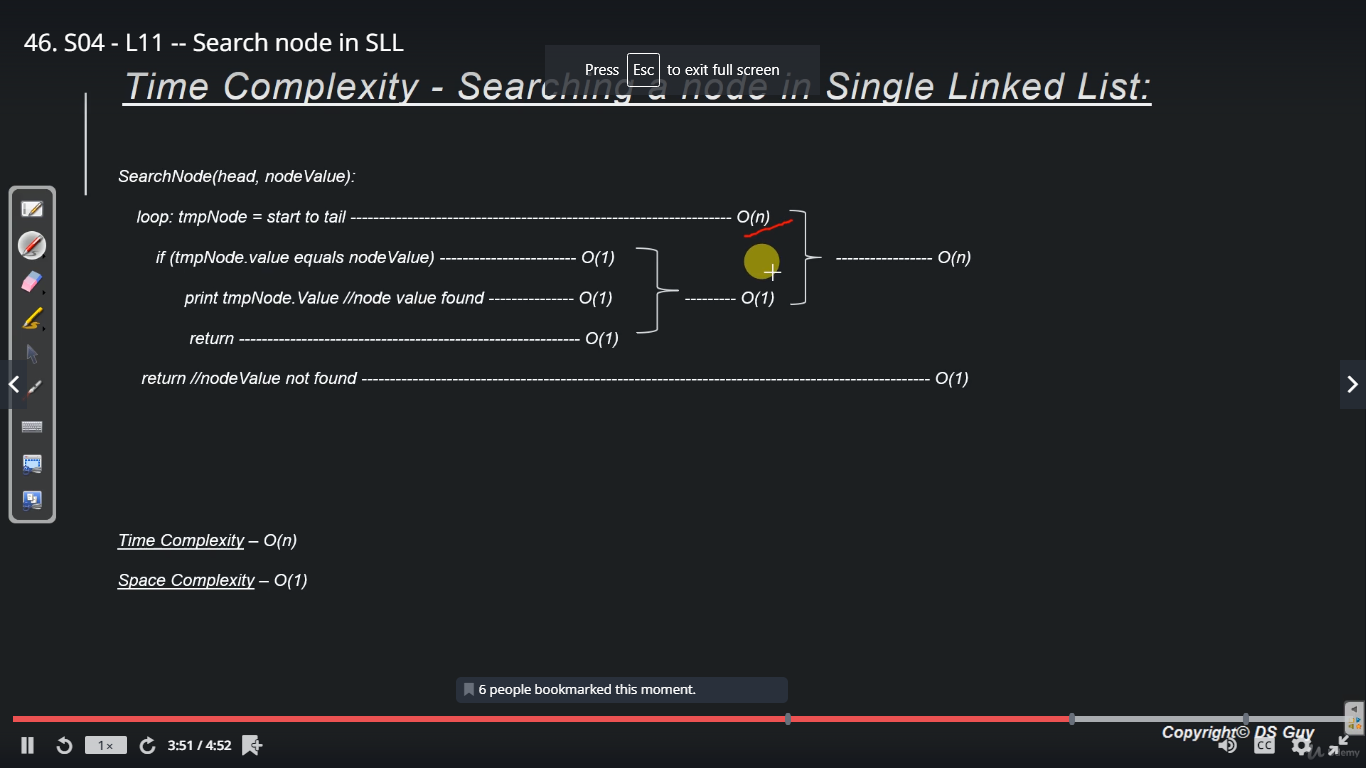 46. S04 - L11 -- Search node in SLL
Press Esc to exit full screen
Time Complexity - Searching a node in Single Linked List:
SearchNode(head, nodeValue):
loop: tmpNode = start to tail ------------------------------------------------------------------- O(n)
if (tmpNode.value equals nodeValue) ------------------------ O(1)
---------------- O(n)
print tmpNode.Value //node value found --------------- O(1)
--------- O(1)
return ------------------------------------------------------------ O(1)
return //nodeValue not found ---------------------------------------------------------------------------------------------------- O(1)
Time Complexity – O(n)
Space Complexity – O(1)
6 people bookmarked this moment.
Copyright© DS Guy
1×
3:51 / 4:52
CC